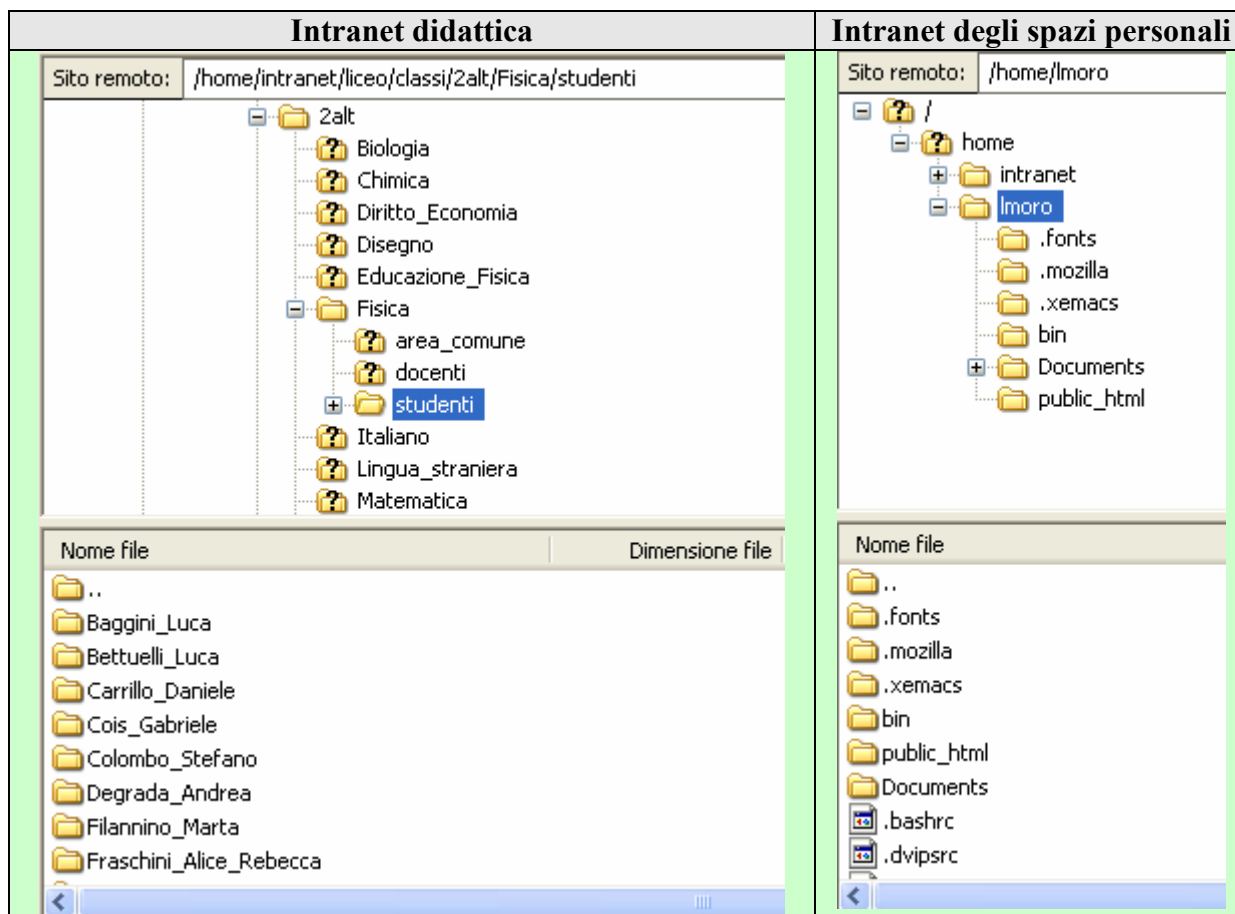 Intranet didattica
Sito remoto: /home/intranet/liceo/classi/2alt/Fisica/studenti
2alt
Biologia
Chimica
Diritto_Economia
Disegno
Educazione_Fisica
Fisica
area_comune
docenti
studenti
Italiano
Lingua_straniera
Matematica
Nome file Dimensione file
..
Baggini_Luca
Bettuelli_Luca
Carrillo_Daniele
Cois_Gabriele
Colombo_Stefano
Degrada_Andrea
Filannino_Marta
Fraschini_Alice_Rebecca
Intranet degli spazi personali
Sito remoto: /home/lmoro
/
home
intranet
lmoro
.fonts
.mozilla
.xemacs
bin
Documents
public_html
Nome file
..
.fonts
.mozilla
.xemacs
bin
public_html
Documents
.bashrc
.dvipsrc